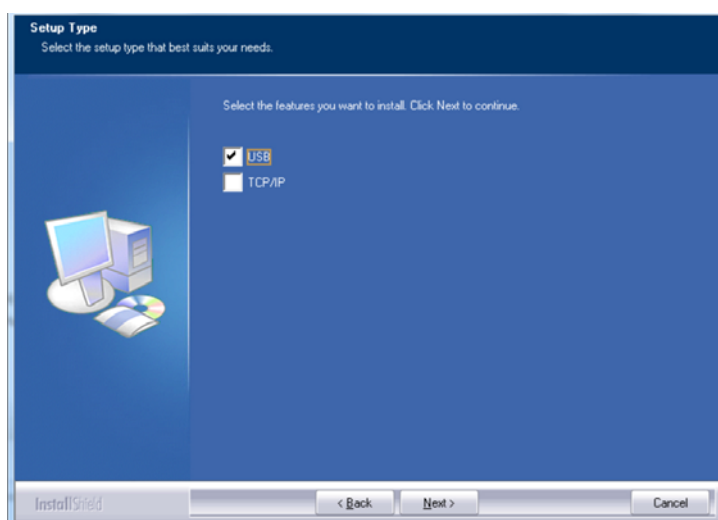 Setup Type
Select the setup type that best suits your needs.
Select the features you want to install. Click Next to continue.
USB
TCP/IP
InstallShield
< Back Next > Cancel